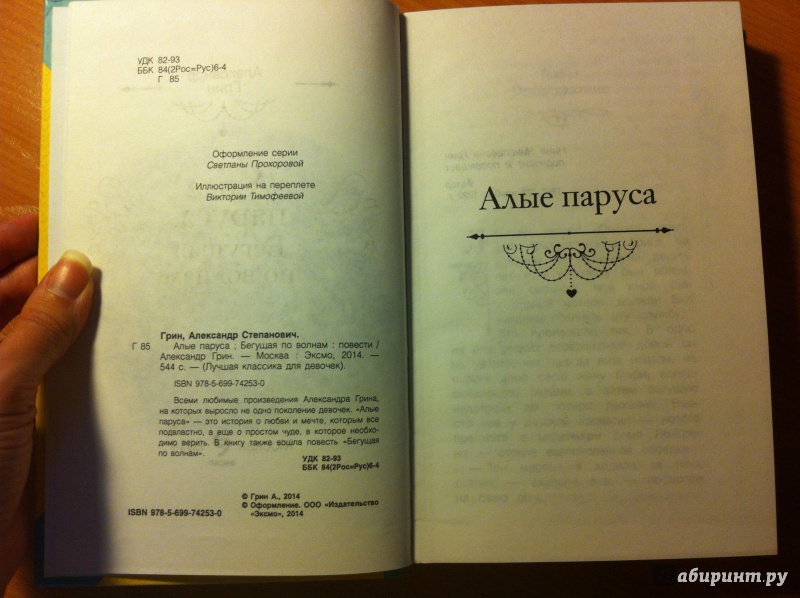 УДК 82-93
ББК 84(2Рос=Рус)6-4
Г 85
Оформление серии
Светланы Прохоровой
Иллюстрация на переплете
Виктории Тимофеевой
Грин, Александр Степанович.
Г 85 Алые паруса ; Бегущая по волнам : повести /
Александр Грин. — Москва : Эксмо, 2014. —
544 с. — (Лучшая классика для девочек).
ISBN 978-5-699-74253-0
Всеми любимые произведения Александра Грина,
на которых выросло не одно поколение девочек. «Алые
паруса» — это история о любви и мечте, которым все
подвластно, а еще о простом чуде, в которое необхо-
димо верить. В книгу также вошла повесть «Бегущая
по волнам».
УДК 82-93
ББК 84(2Рос=Рус)6-4
© Грин А., 2014
© Оформление. ООО «Издательство
«Эксмо», 2014
ISBN 978-5-699-74253-0
Алые паруса
абиринт.ру